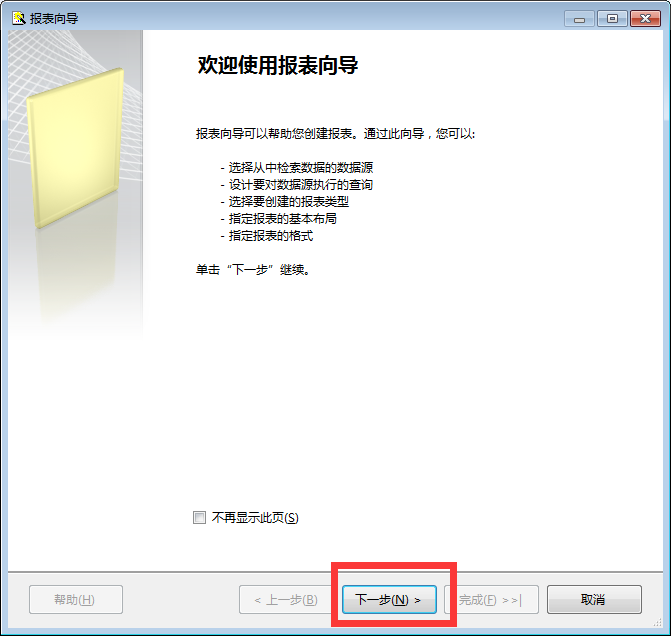 报表向导
欢迎使用报表向导
报表向导可以帮助您创建报表。通过此向导，您可以:
- 选择从中检索数据的数据源
- 设计要对数据源执行的查询
- 选择要创建的报表类型
- 指定报表的基本布局
- 指定报表的格式
单击“下一步”继续。
不再显示此页(S)
帮助(H)
< 上一步(B)
下一步(N) >
完成(F) >>|
取消